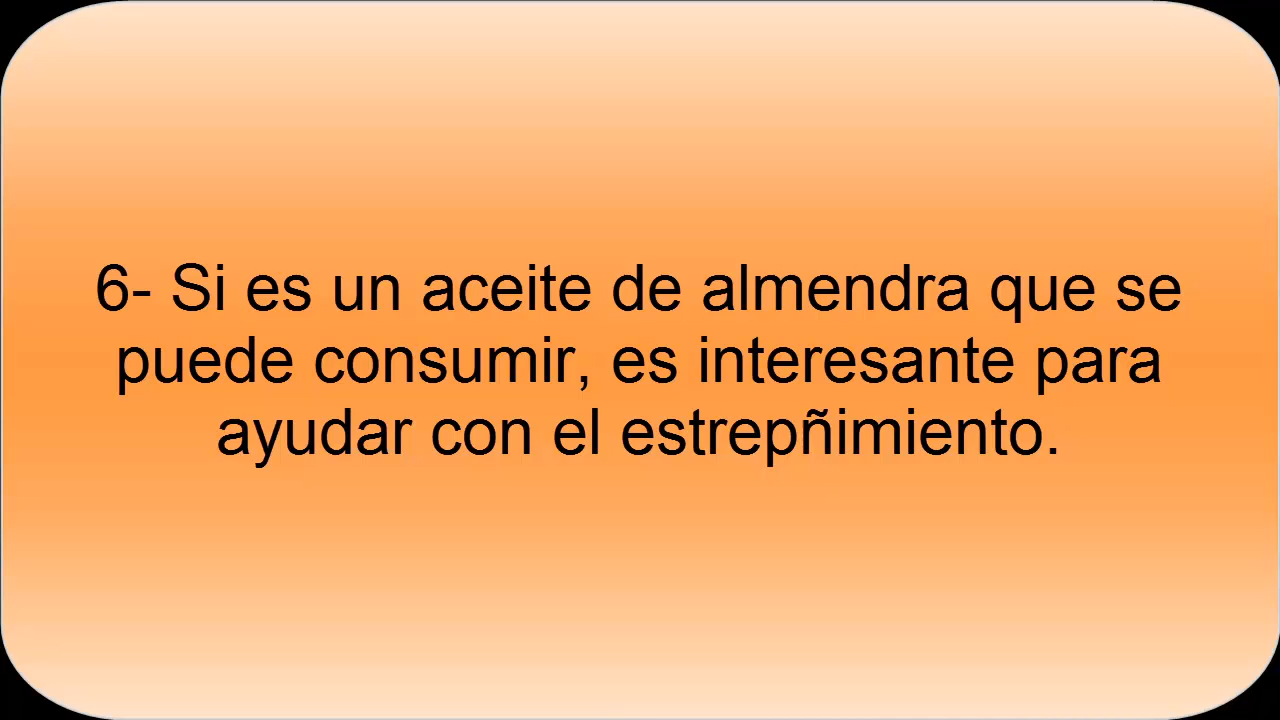 6- Si es un aceite de almendra que se
puede consumir, es interesante para
ayudar con el estrepñimiento.